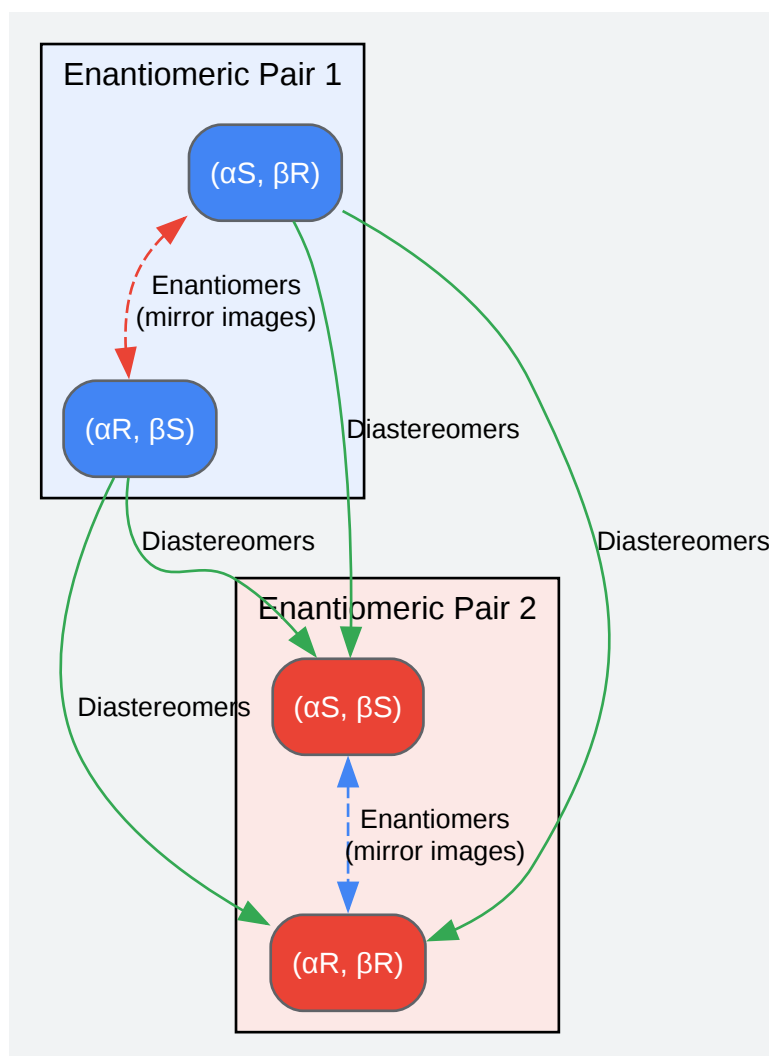 Enantiomeric Pair 1
(αS, βR)
Enantiomers
(mirror images)
(αR, βS)
Diastereomers
Diastereomers
Diastereomers
Enantiomeric Pair 2
(αS, βS)
Diastereomers
Enantiomers
(mirror images)
(αR, βR)